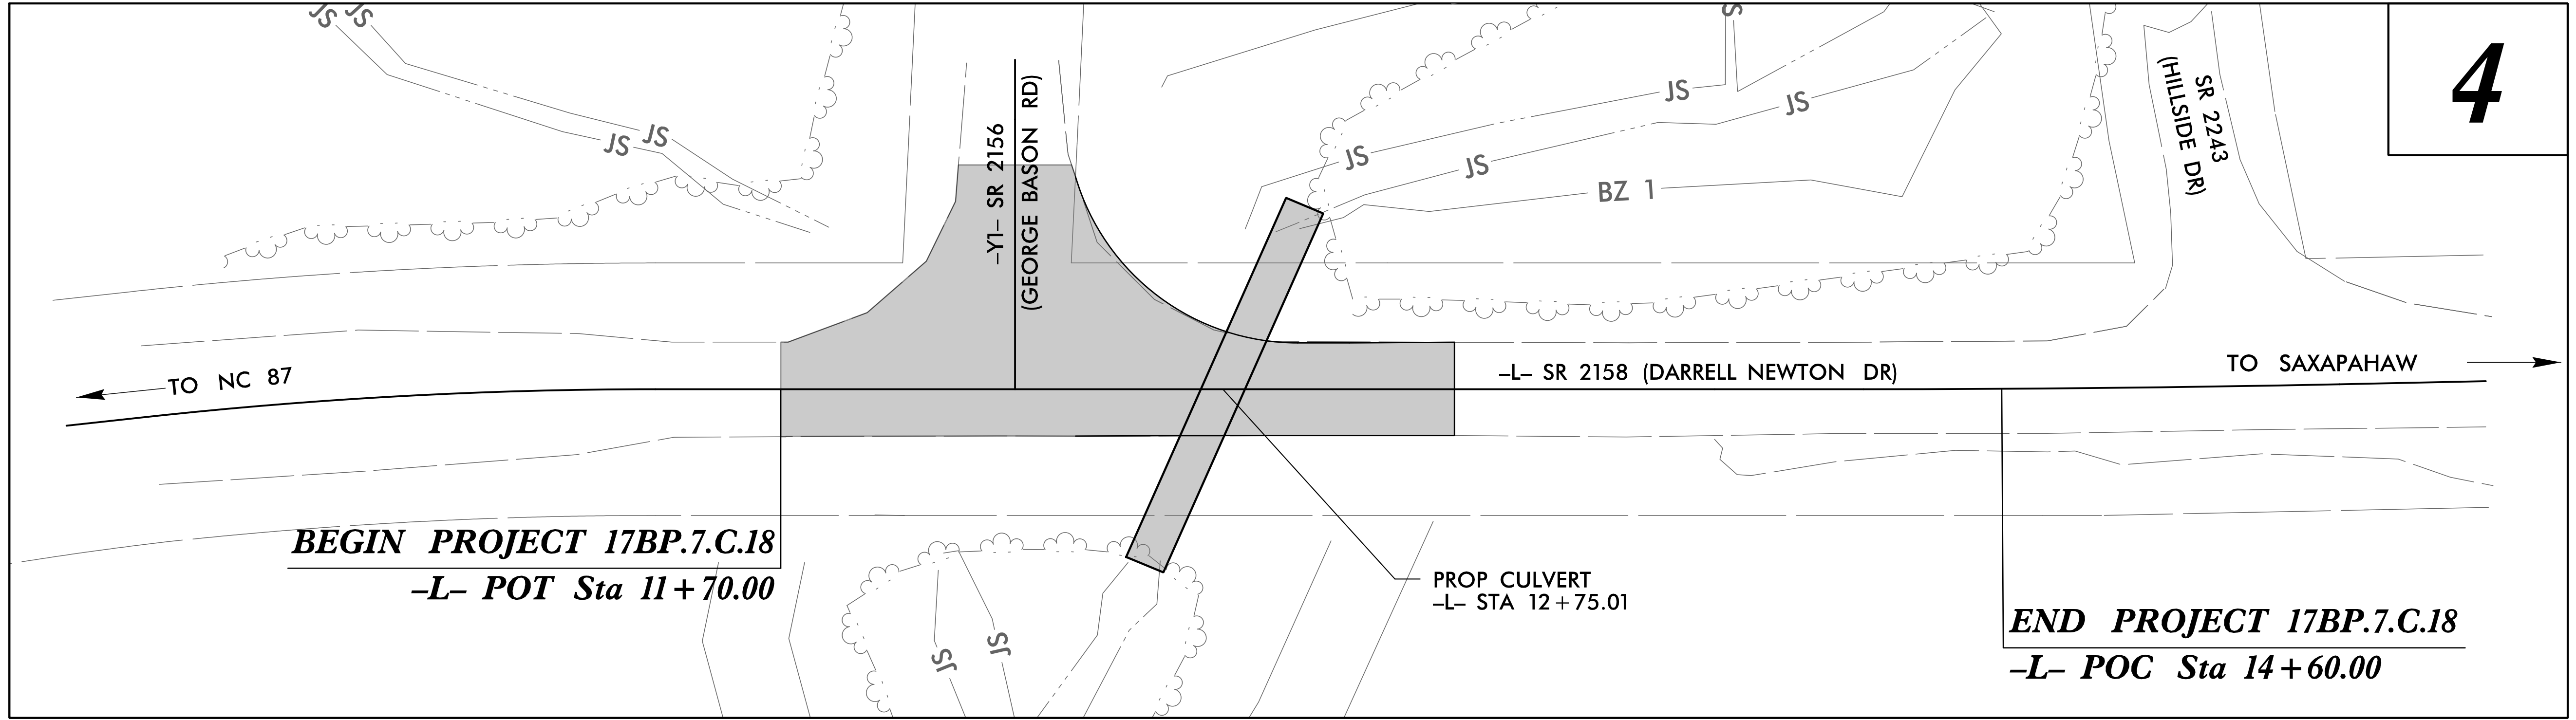 JS
JS
S
4
JS
JS
JS
JS
JS
JS
BZ 1
–Y1– SR 2156
(GEORGE BASON RD)
SR 2243
(HILLSIDE DR)
TO NC 87
–L– SR 2158 (DARRELL NEWTON DR)
TO SAXAPAHAW
BEGIN PROJECT 17BP.7.C.18
–L– POT Sta 11+70.00
PROP CULVERT
–L– STA 12+75.01
JS
JS
END PROJECT 17BP.7.C.18
–L– POC Sta 14+60.00